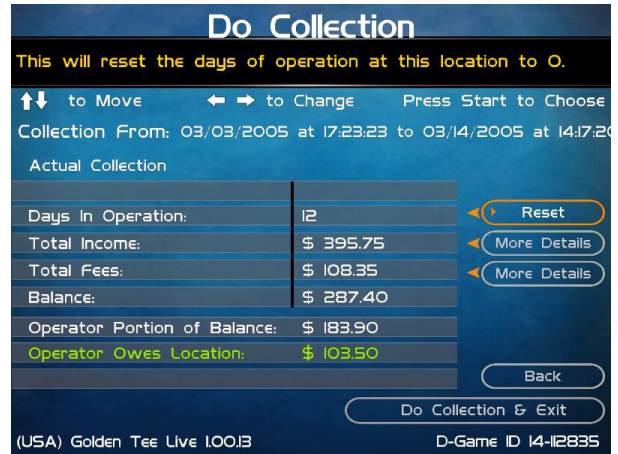 Do Collection
This will reset the days of operation at this location to 0.
to Move to Change Press Start to Choose
Collection From: 03/03/2005 at 17:23:23 to 03/14/2005 at 14:17:20
Actual Collection
Days In Operation: 12 Reset
Total Income: $ 395.75 More Details
Total Fees: $ 108.35 More Details
Balance: $ 287.40
Operator Portion of Balance: $ 183.90
Operator Owes Location: $ 103.50
Back
Do Collection & Exit
(USA) Golden Tee Live 1.00.13 D-Game ID 14-112835